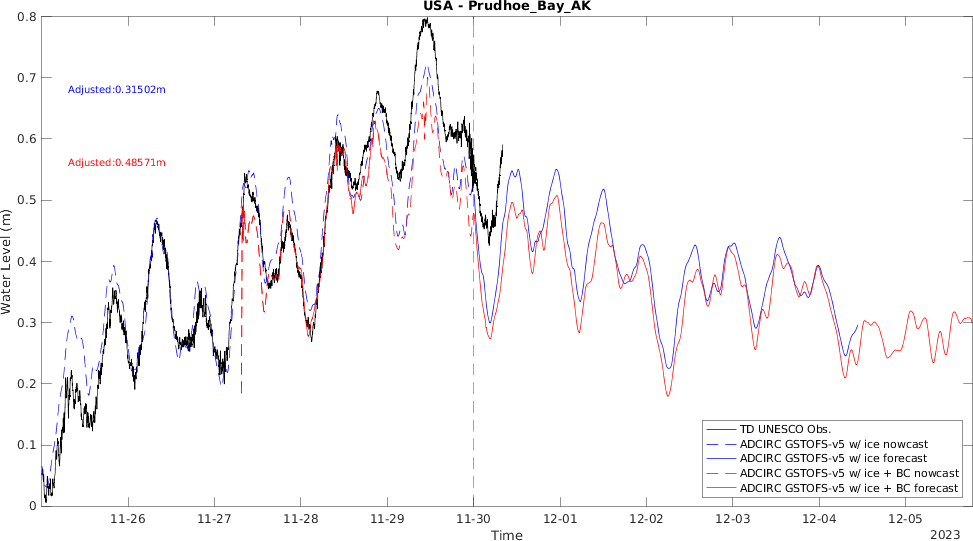 USA - Prudhoe_Bay_AK
0.8
0.7
0.6
0.5
0.4
0.3
0.2
0.1
0
Water Level (m)
Adjusted:0.31502m
Adjusted:0.48571m
TD UNESCO Obs.
ADCIRC GSTOFS-v5 w/ ice nowcast
ADCIRC GSTOFS-v5 w/ ice forecast
ADCIRC GSTOFS-v5 w/ ice + BC nowcast
ADCIRC GSTOFS-v5 w/ ice + BC forecast
11-26 11-27 11-28 11-29 11-30 12-01 12-02 12-03 12-04 12-05
Time
2023